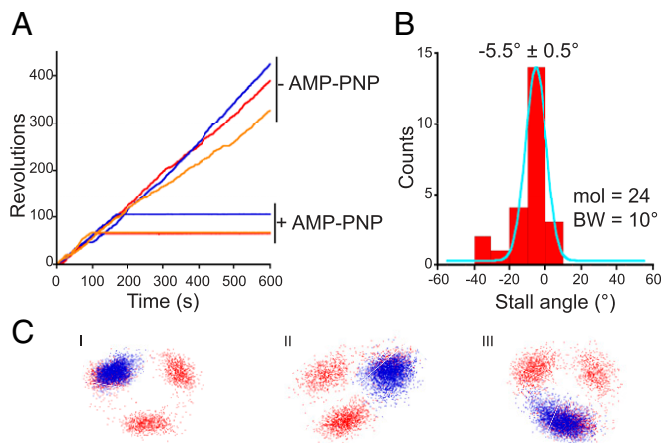 A
Revolutions
400
300
200
100
0
0 100 200 300 400 500 600
Time (s)
- AMP-PNP
+ AMP-PNP
B
-5.5° ± 0.5°
Counts
15
10
5
0
mol = 24
BW = 10°
-60 -40 -20 0 20 40 60
Stall angle (°)
C
I
II
III